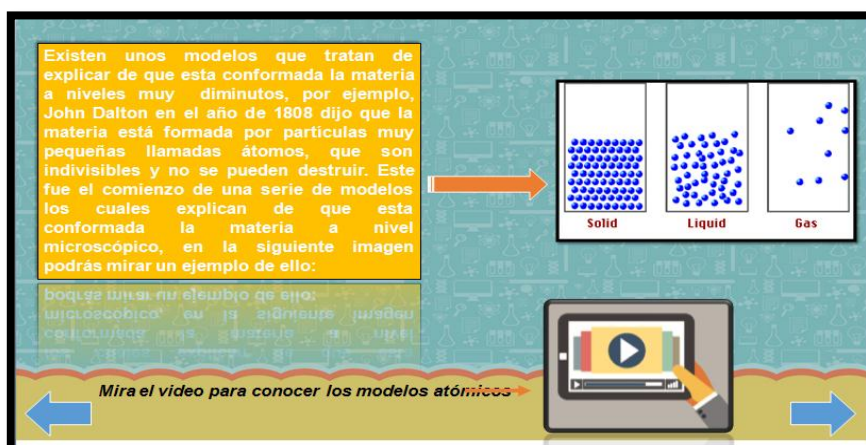 Existen unos modelos que tratan de
explicar de que esta conformada la materia
a niveles muy diminutos, por ejemplo,
John Dalton en el año de 1808 dijo que la
materia está formada por partículas muy
pequeñas llamadas átomos, que son
indivisibles y no se pueden destruir. Este
fue el comienzo de una serie de modelos
los cuales explican de que esta
conformada la materia a nivel
microscópico, en la siguiente imagen
podrás mirar un ejemplo de ello:
Solid
Liquid
Gas
Mira el video para conocer los modelos atómicos